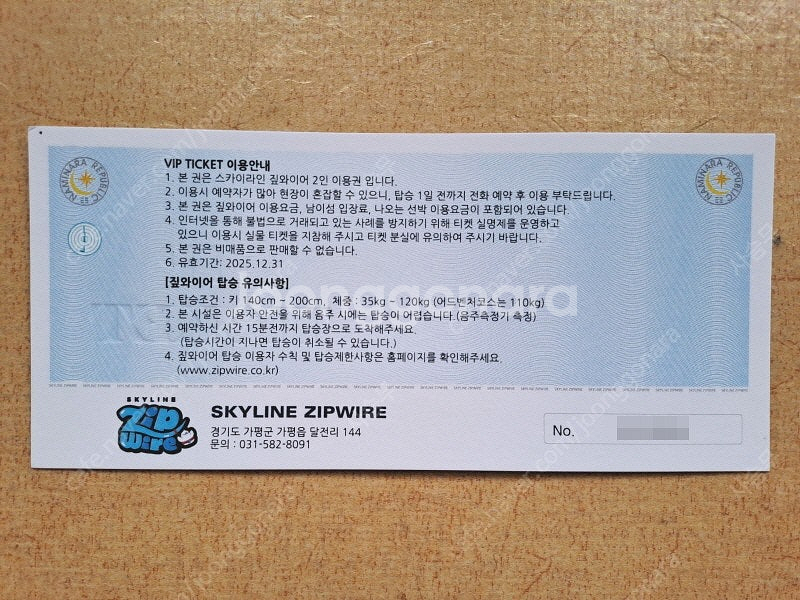 VIP TICKET 이용안내
1. 본 권은 스카이라인 짚와이어 2인 이용권 입니다.
2. 이용시 예약자가 많아 현장이 혼잡할 수 있으니, 탑승 1일 전까지 전화 예약 후 이용 부탁드립니다.
3. 본 권은 짚와이어 이용요금, 남이섬 입장료, 나오는 선박 이용요금이 포함되어 있습니다.
4. 인터넷을 통해 불법으로 거래되고 있는 사례를 방지하기 위해 티켓 실명제를 운영하고
있으니 이용시 실물 티켓을 지참해 주시고 티켓 분실에 유의하여 주시기 바랍니다.
5. 본 권은 비매품으로 판매할 수 없습니다.
6. 유효기간: 2025.12.31
[짚와이어 탑승 유의사항]
1. 탑승조건 : 키 140cm ~ 200cm, 체중 : 35kg ~ 120kg (어드벤처코스는 110kg)
2. 본 시설은 이용자 안전을 위해 음주 시에는 탑승이 어렵습니다.(음주측정기 측정)
3. 예약하신 시간 15분전까지 탑승장으로 도착해주세요.
(탑승시간이 지나면 탑승이 취소될 수 있습니다.)
4. 짚와이어 탑승 이용자 수칙 및 탑승제한사항은 홈페이지를 확인해주세요.
(www.zipwire.co.kr)
NAMINARA REPUBLIC
NAMINARA REPUBLIC
joonggonara
SKYLINE
Zip
Wire
SKYLINE ZIPWIRE
경기도 가평군 가평읍 달전리 144
문의 : 031-582-8091
No.